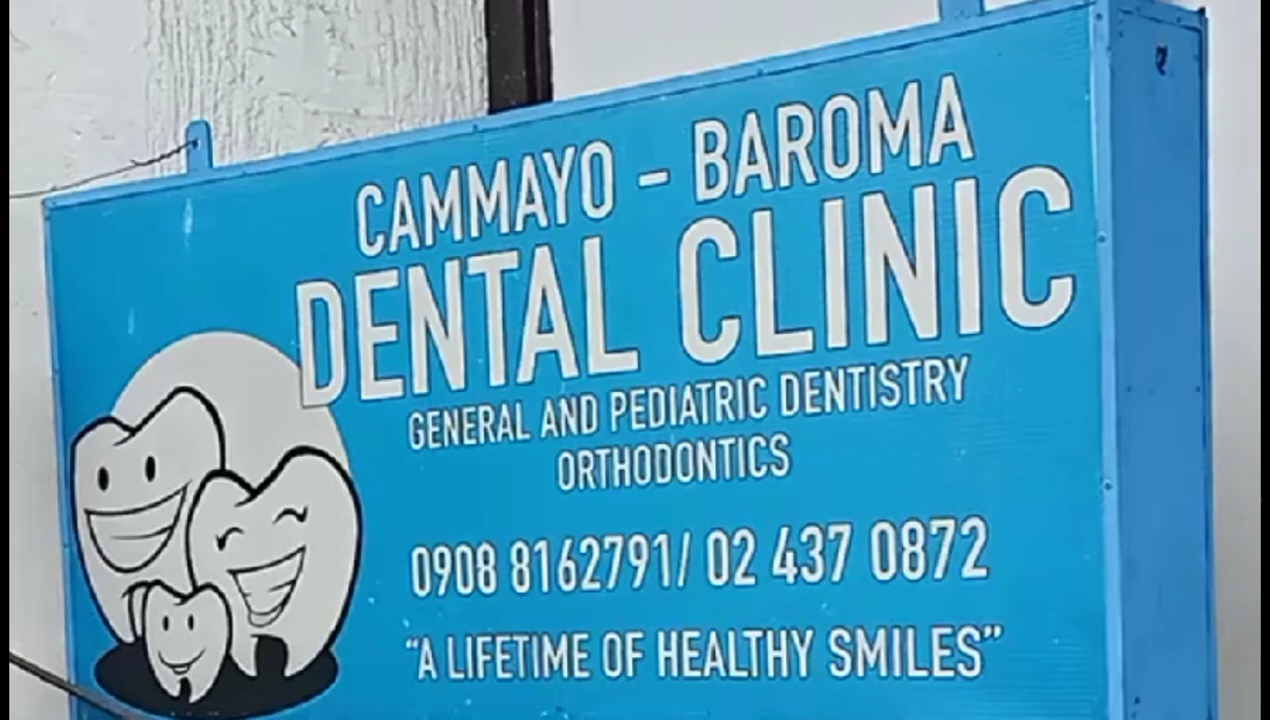 CAMMAYO - BAROMA
DENTAL CLINIC
GENERAL AND PEDIATRIC DENTISTRY
ORTHODONTICS
0908 8162791/ 02 437 0872
“A LIFETIME OF HEALTHY SMILES”